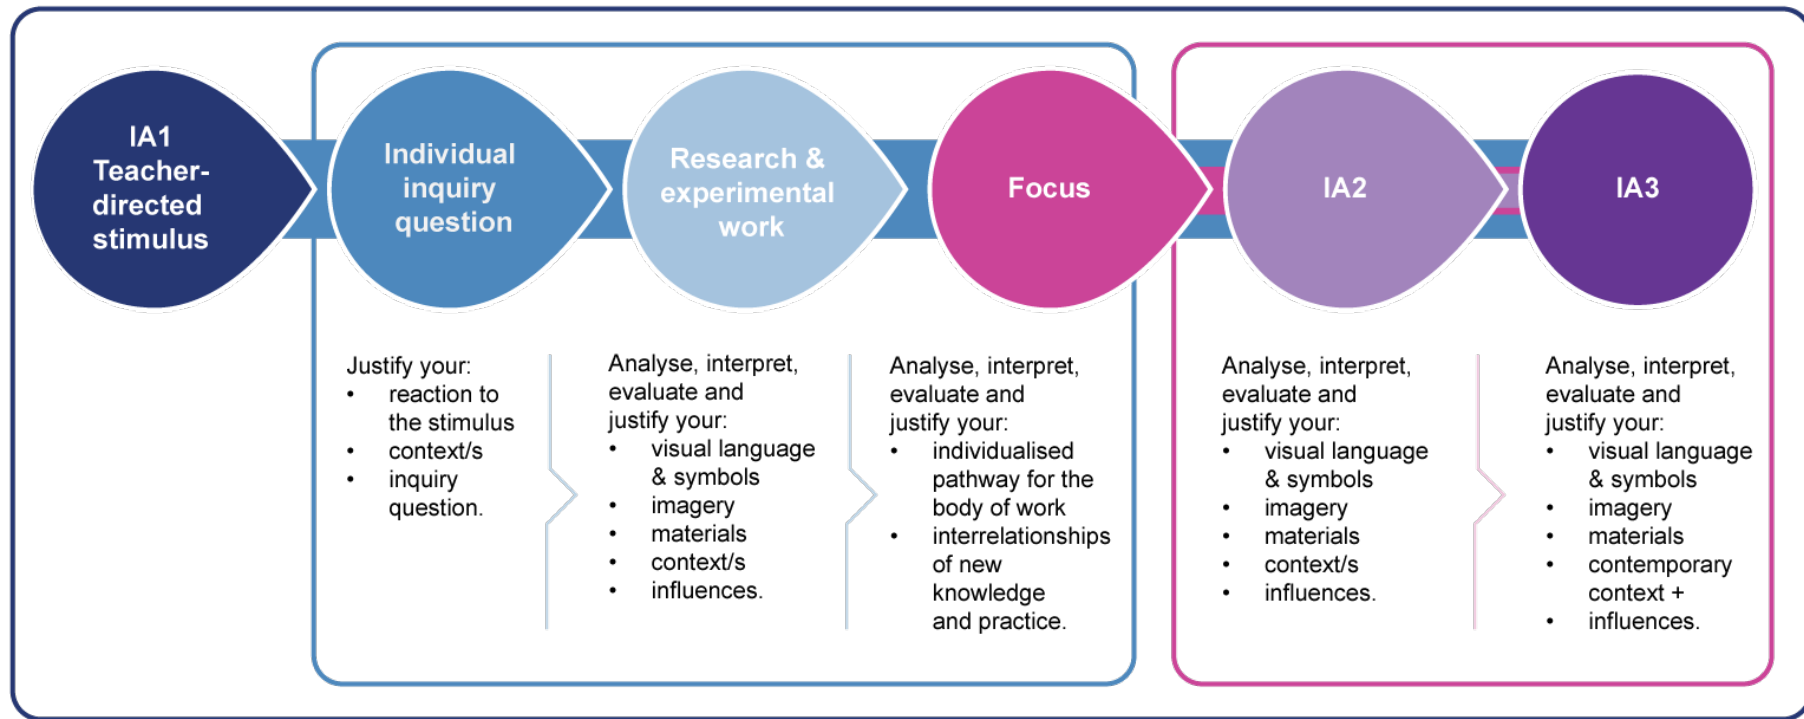 IA1
Teacher-
directed
stimulus
Individual
inquiry
question
Research &
experimental
work
Focus
IA2
IA3
Justify your:
• reaction to
the stimulus
• context/s
• inquiry
question.
Analyse, interpret,
evaluate and
justify your:
• visual language
& symbols
• imagery
• materials
• context/s
• influences.
Analyse, interpret,
evaluate and
justify your:
• individualised
pathway for the
body of work
• interrelationships
of new
knowledge
and practice.
Analyse, interpret,
evaluate and
justify your:
• visual language
& symbols
• imagery
• materials
• context/s
• influences.
Analyse, interpret,
evaluate and
justify your:
• visual language
& symbols
• imagery
• materials
• contemporary
context +
• influences.